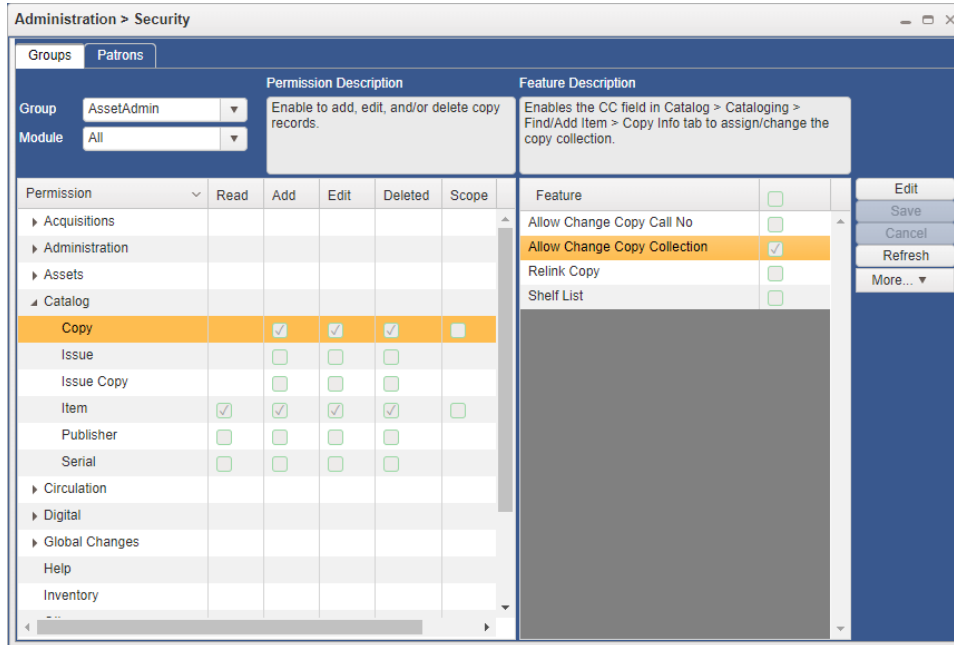 Administration > Security
Groups
Patrons
Permission Description
Feature Description
Group
AssetAdmin
Module
All
Enable to add, edit, and/or delete copy
records.
Enables the CC field in Catalog > Cataloging >
Find/Add Item > Copy Info tab to assign/change the
copy collection.
Permission Read Add Edit Deleted Scope
Acquisitions
Administration
Assets
Catalog
Copy
Issue
Issue Copy
Item
Publisher
Serial
Circulation
Digital
Global Changes
Help
Inventory
Feature
Allow Change Copy Call No
Allow Change Copy Collection
Relink Copy
Shelf List
Edit
Save
Cancel
Refresh
More...